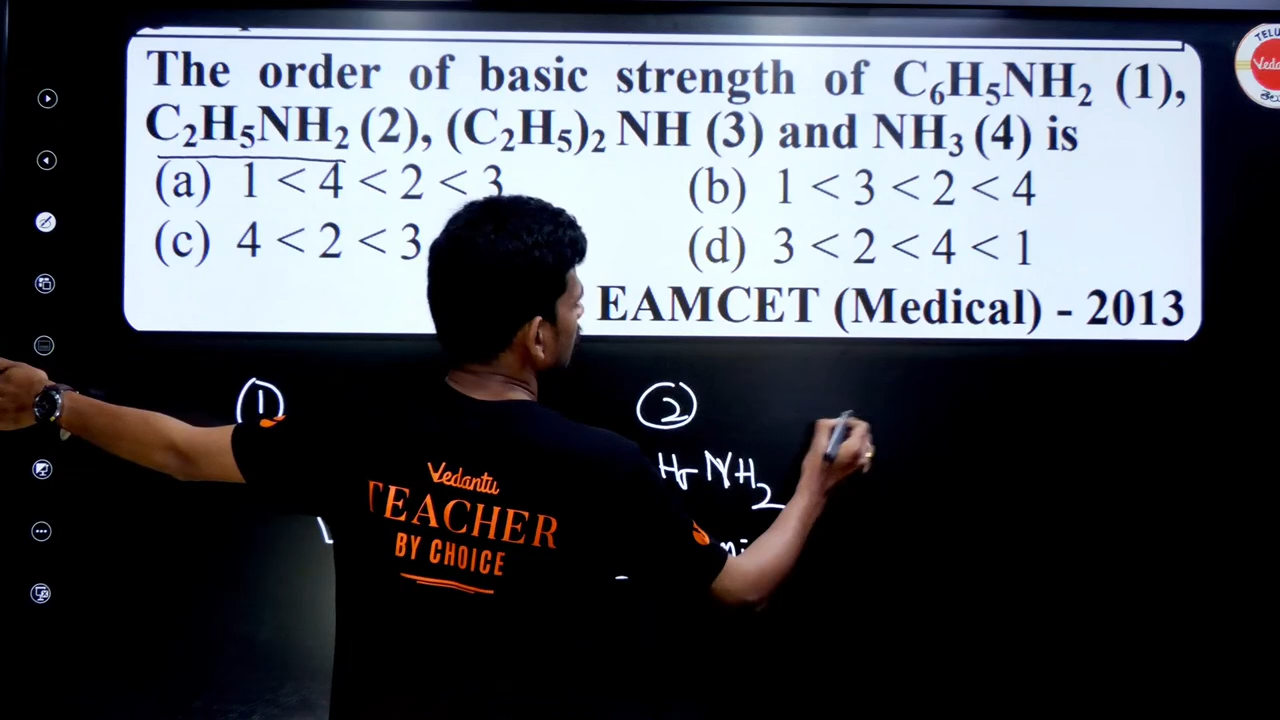 The order of basic strength of C₆H₅NH₂ (1),
C₂H₅NH₂ (2), (C₂H₅)₂ NH (3) and NH₃ (4) is
(a) 1 < 4 < 2 < 3
(b) 1 < 3 < 2 < 4
(c) 4 < 2 < 3
(d) 3 < 2 < 4 < 1
EAMCET (Medical) - 2013
1
2
NH₂
Vedantu
TEACHER
BY CHOICE
TELU
Veda